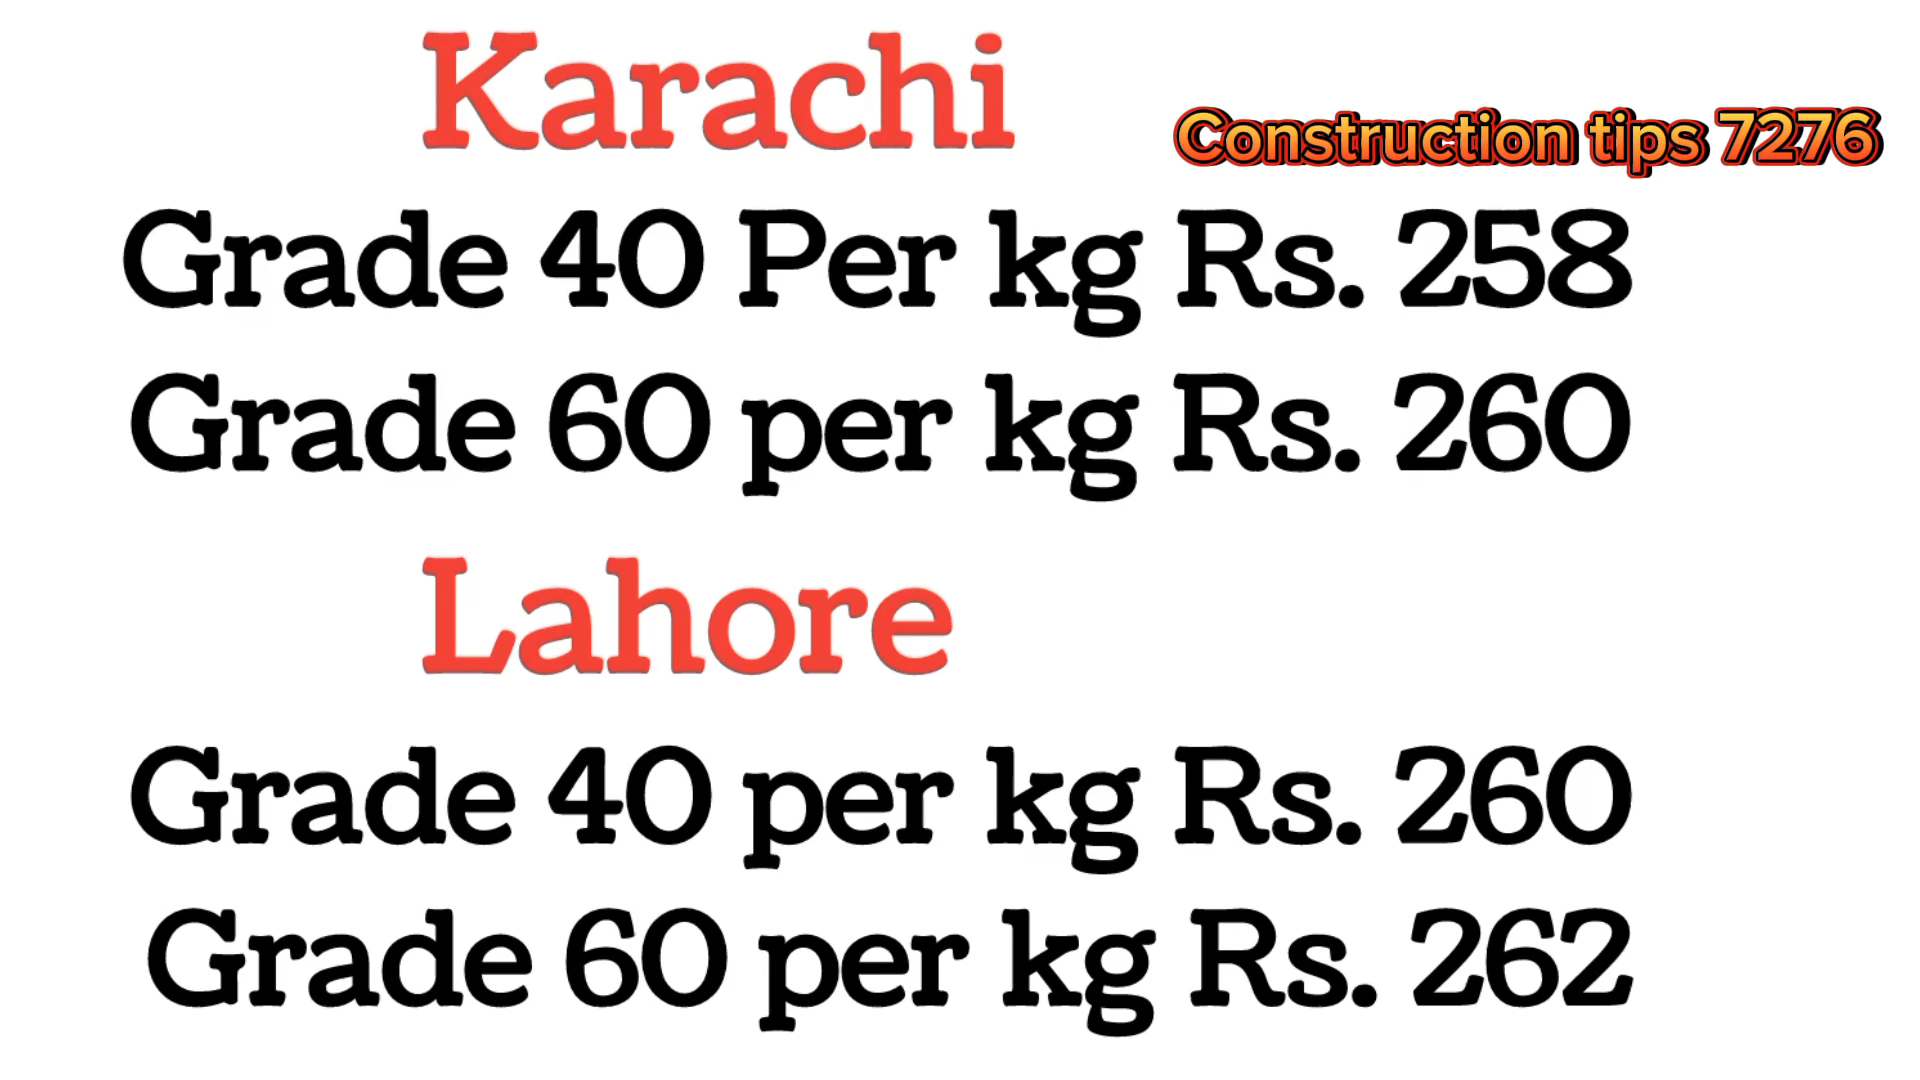 Karachi
Construction tips 7276
Grade 40 Per kg Rs. 258
Grade 60 per kg Rs. 260
Lahore
Grade 40 per kg Rs. 260
Grade 60 per kg Rs. 262